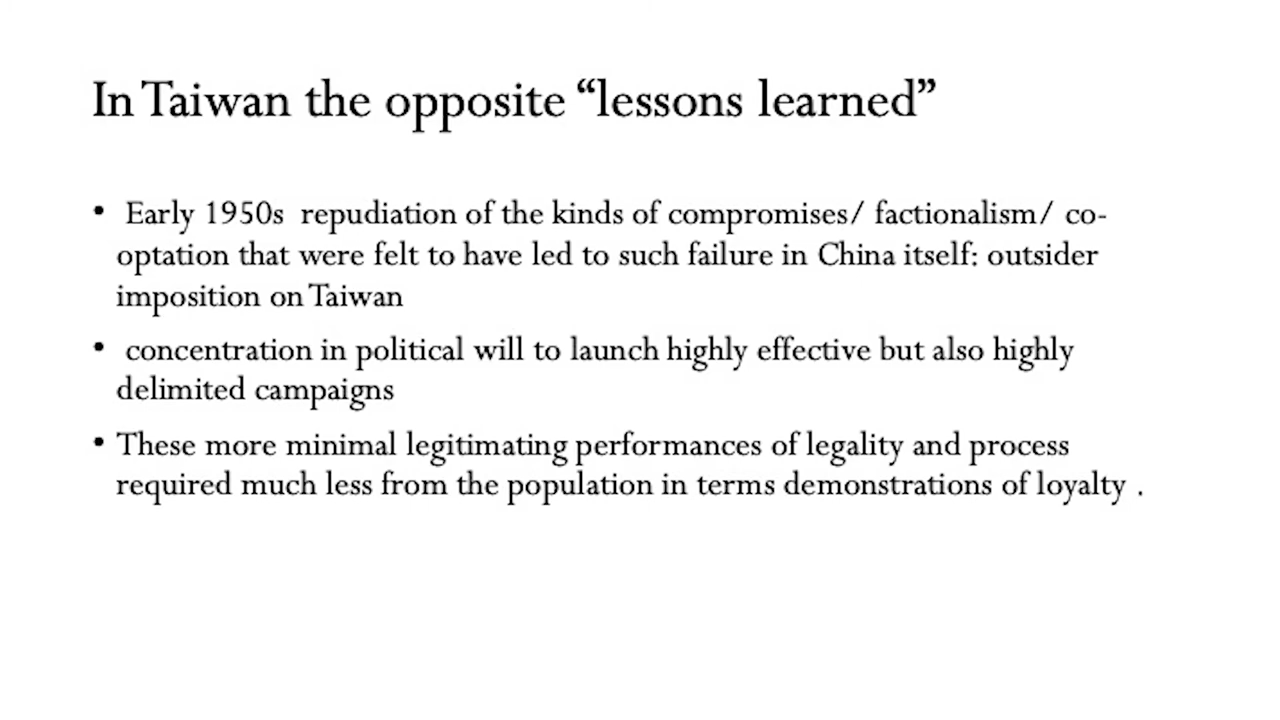 In Taiwan the opposite “lessons learned”
• Early 1950s repudiation of the kinds of compromises/ factionalism/ co-
optation that were felt to have led to such failure in China itself: outsider
imposition on Taiwan
• concentration in political will to launch highly effective but also highly
delimited campaigns
• These more minimal legitimating performances of legality and process
required much less from the population in terms demonstrations of loyalty .